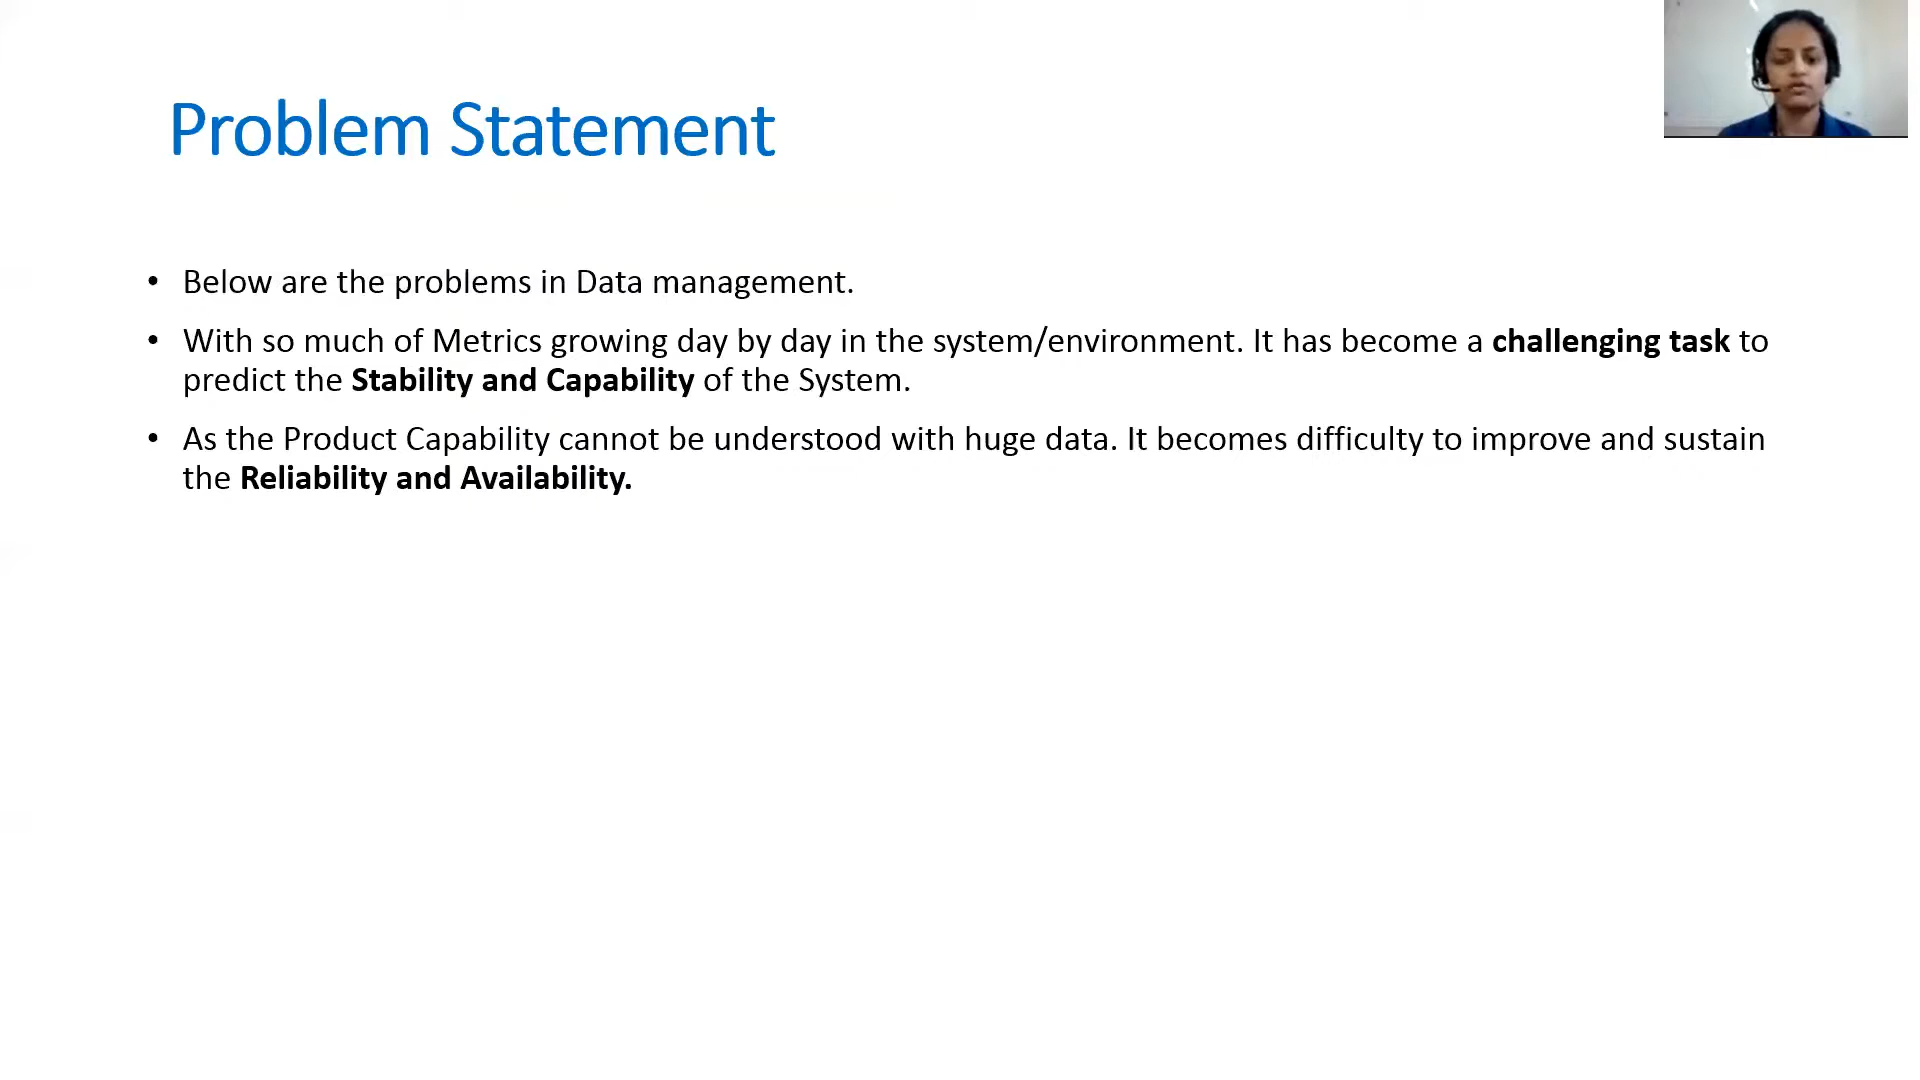 Problem Statement
• Below are the problems in Data management.
• With so much of Metrics growing day by day in the system/environment. It has become a challenging task to
predict the Stability and Capability of the System.
• As the Product Capability cannot be understood with huge data. It becomes difficulty to improve and sustain
the Reliability and Availability.